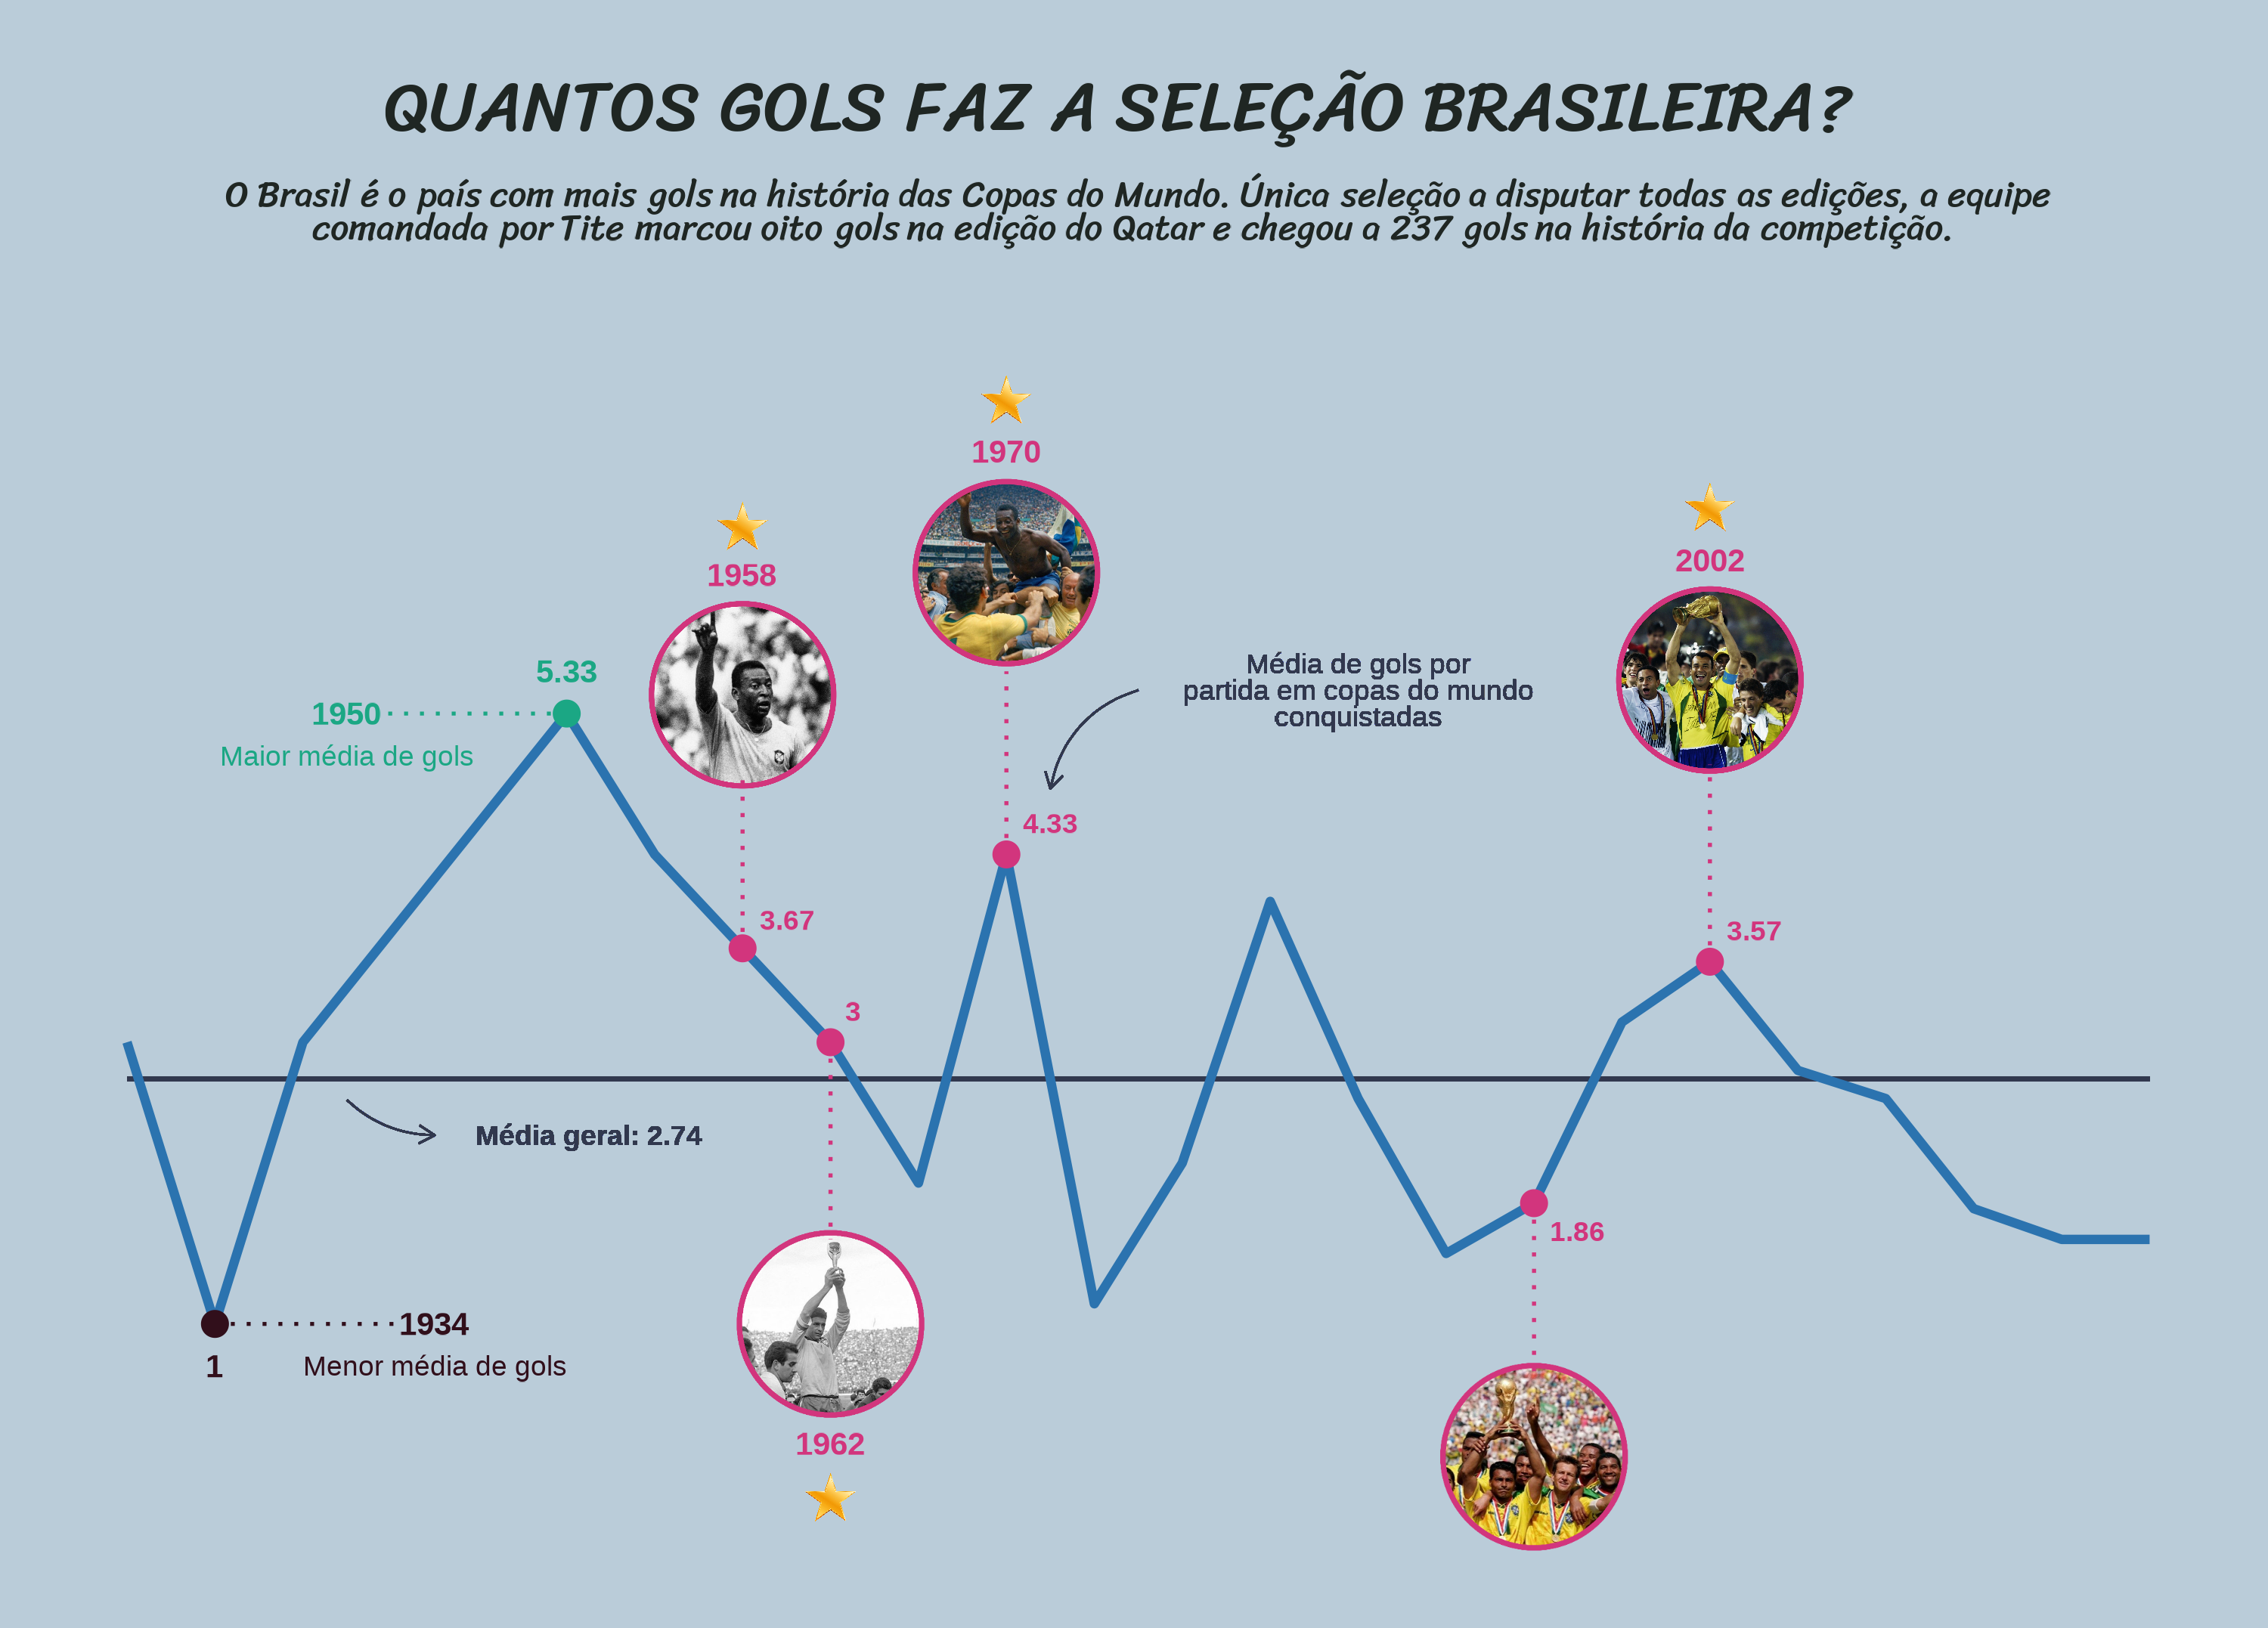 QUANTOS GOLS FAZ A SELEÇÃO BRASILEIRA?
O Brasil é o país com mais gols na história das Copas do Mundo. Única seleção a disputar todas as edições, a equipe
comandada por Tite marcou oito gols na edição do Qatar e chegou a 237 gols na história da competição.
1970
2002
1958
5.33
1950
Maior média de gols
Média de gols por
partida em copas do mundo
conquistadas
4.33
3.67
3.57
3
Média geral: 2.74
1.86
1934
1
Menor média de gols
1962